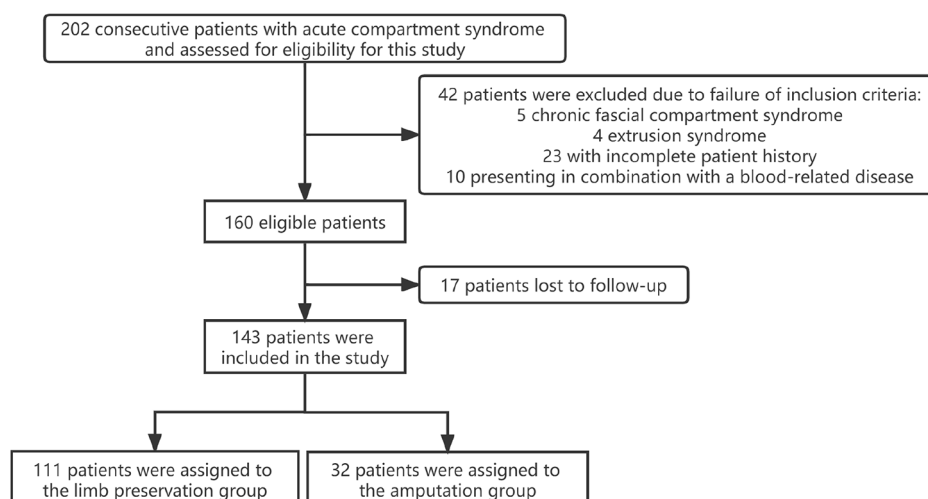 202 consecutive patients with acute compartment syndrome
and assessed for eligibility for this study
42 patients were excluded due to failure of inclusion criteria:
5 chronic fascial compartment syndrome
4 extrusion syndrome
23 with incomplete patient history
10 presenting in combination with a blood-related disease
160 eligible patients
17 patients lost to follow-up
143 patients were
included in the study
111 patients were assigned to
the limb preservation group
32 patients were assigned to
the amputation group